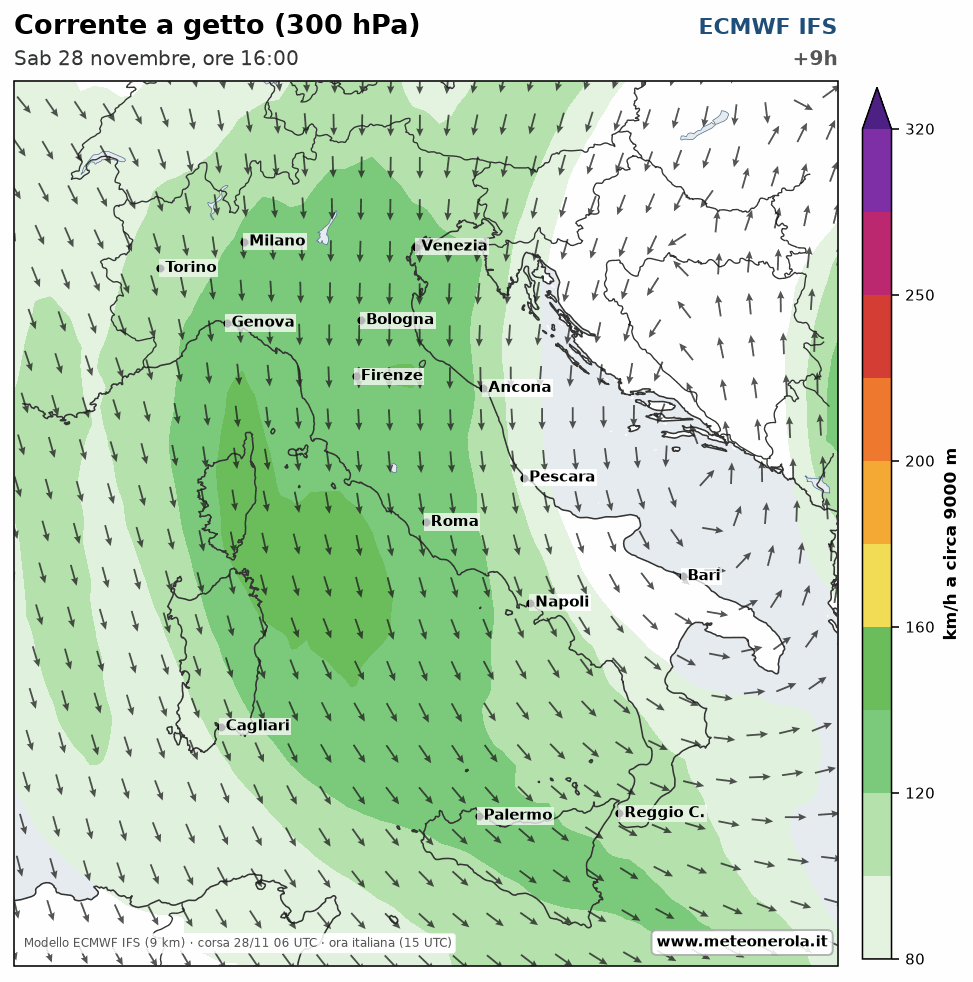 Corrente a getto (300 hPa)
ECMWF IFS
Sab 28 novembre, ore 16:00
+9h
320
250
200
160
120
80
km/h a circa 9000 m
Milano
Venezia
Torino
Genova
Bologna
Firenze
Ancona
Pescara
Roma
Bari
Napoli
Cagliari
Palermo
Reggio C.
Modello ECMWF IFS (9 km) · corsa 28/11 06 UTC · ora italiana (15 UTC)
www.meteonerola.it